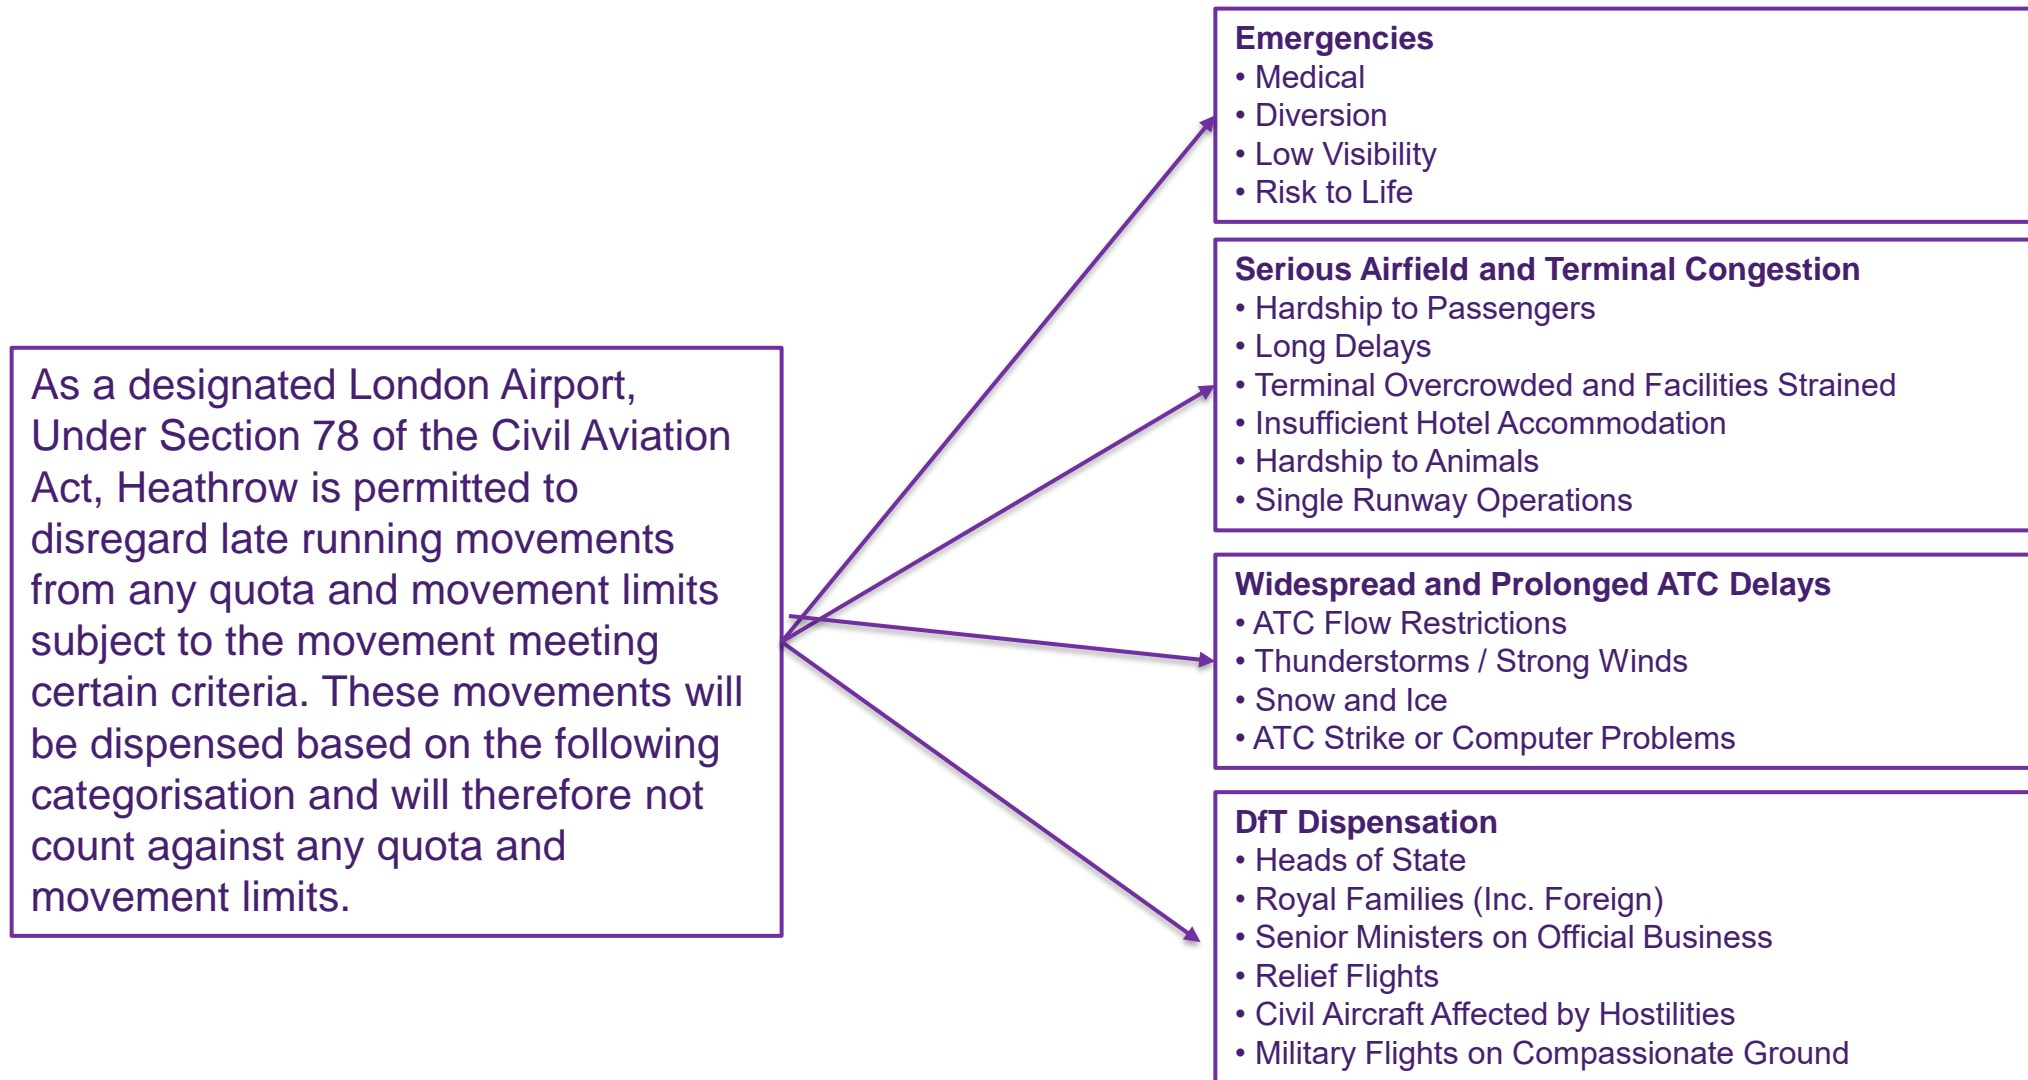 As a designated London Airport,
Under Section 78 of the Civil Aviation
Act, Heathrow is permitted to
disregard late running movements
from any quota and movement limits
subject to the movement meeting
certain criteria. These movements will
be dispensed based on the following
categorisation and will therefore not
count against any quota and
movement limits.
Emergencies
• Medical
• Diversion
• Low Visibility
• Risk to Life
Serious Airfield and Terminal Congestion
• Hardship to Passengers
• Long Delays
• Terminal Overcrowded and Facilities Strained
• Insufficient Hotel Accommodation
• Hardship to Animals
• Single Runway Operations
Widespread and Prolonged ATC Delays
• ATC Flow Restrictions
• Thunderstorms / Strong Winds
• Snow and Ice
• ATC Strike or Computer Problems
DfT Dispensation
• Heads of State
• Royal Families (Inc. Foreign)
• Senior Ministers on Official Business
• Relief Flights
• Civil Aircraft Affected by Hostilities
• Military Flights on Compassionate Ground